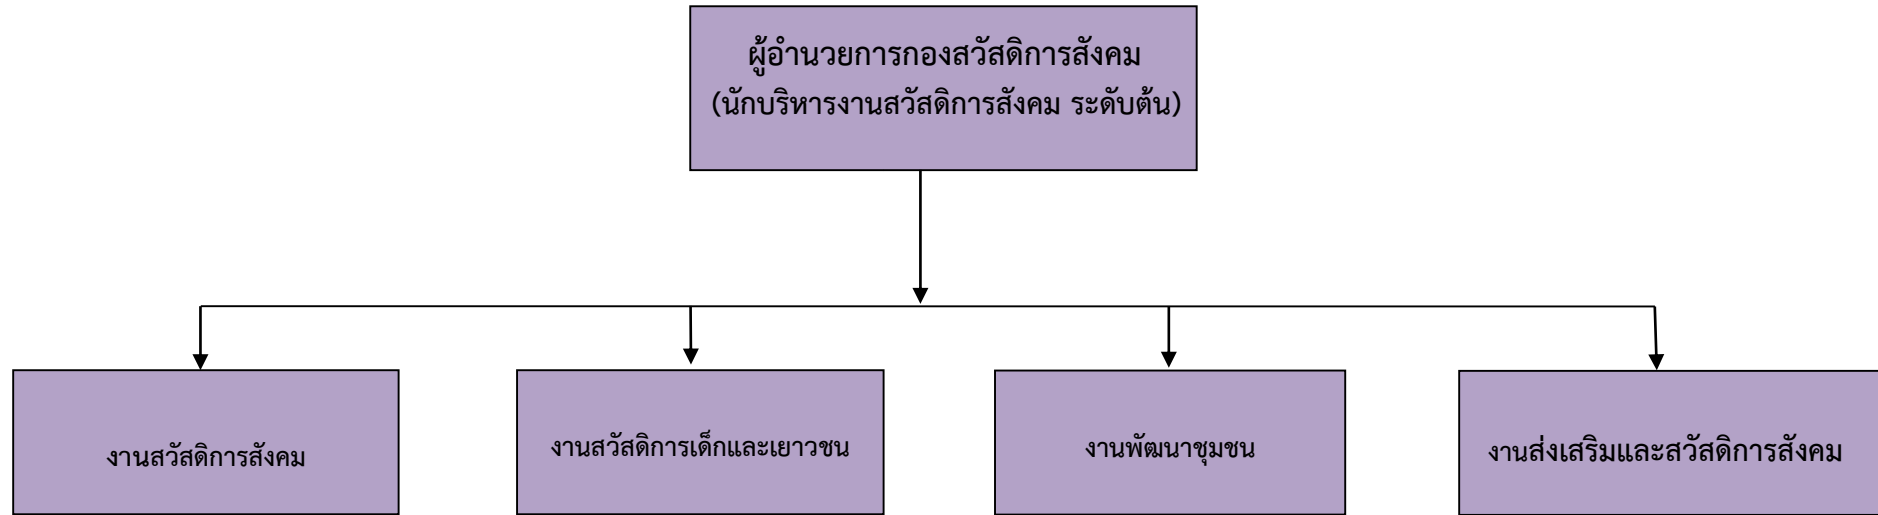 ผู้อำนวยการกองสวัสดิการสังคม
(นักบริหารงานสวัสดิการสังคม ระดับต้น)
งานสวัสดิการสังคม
งานสวัสดิการเด็กและเยาวชน
งานพัฒนาชุมชน
งานส่งเสริมและสวัสดิการสังคม